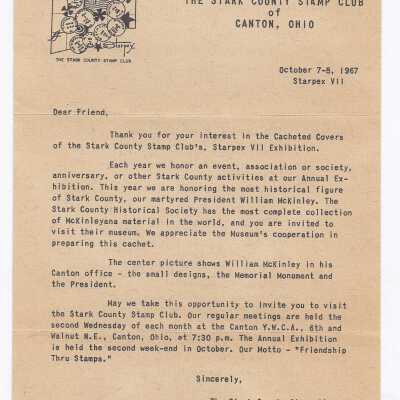 THE STARK COUNTY STAMP CLUB
of
CANTON, OHIO
Starpex
THE STARK COUNTY STAMP CLUB
October 7-8, 1967
Starpex VII
Dear Friend,
Thank you for your interest in the Cacheted Covers
of the Stark County Stamp Club's, Starpex VII Exhibition.
Each year we honor an event, association or society,
anniversary, or other Stark County activities at our Annual Ex-
hibition. This year we are honoring the most historical figure
of Stark County, our martyred President William McKinley. The
Stark County Historical Society has the most complete collection
of McKinleyana material in the world, and you are invited to
visit their museum. We appreciate the Museum's cooperation in
preparing this cachet.
The center picture shows William McKinley in his
Canton office - the small designs, the Memorial Monument and
the President.
May we take this opportunity to invite you to visit
the Stark County Stamp Club. Our regular meetings are held the
second Wednesday of each month at the Canton Y.W.C.A., 6th and
Walnut N.E., Canton, Ohio, at 7:30 p.m. The Annual Exhibition
is held the second week-end in October. Our Motto - "Friendship
Thru Stamps."
Sincerely,